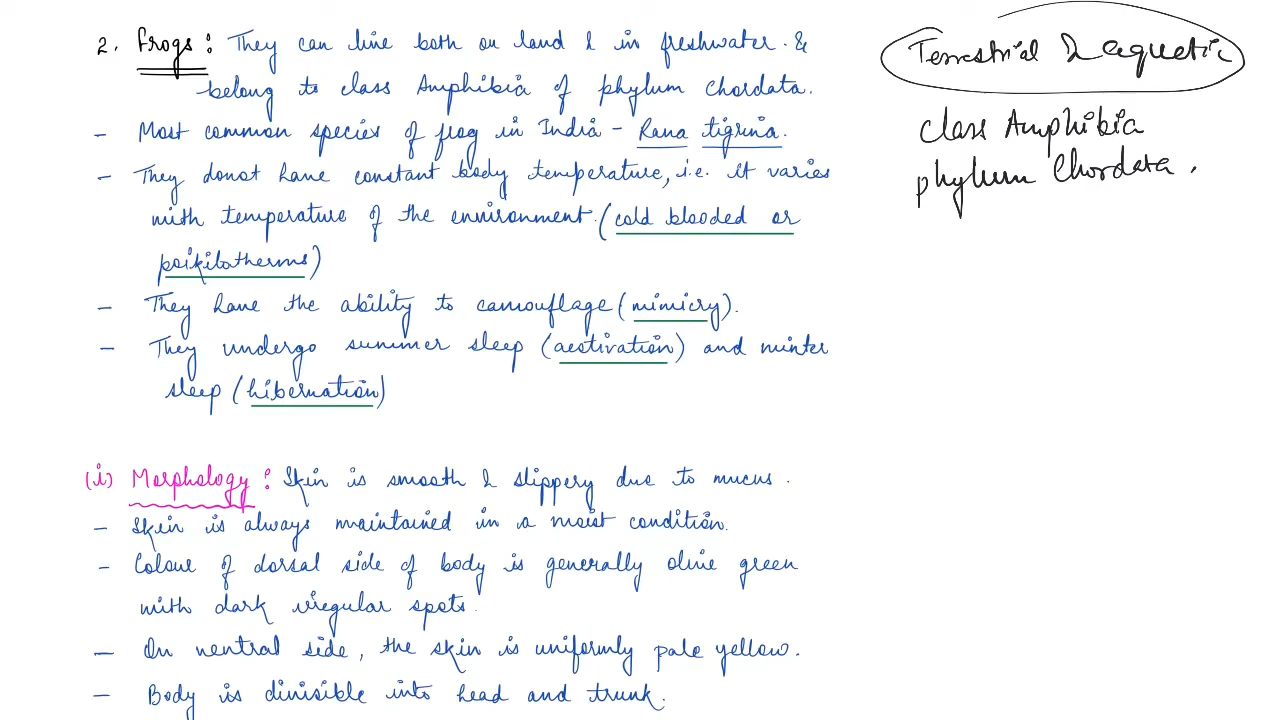 2. Frogs : They can live both on land & in freshwater. &
belong to class Amphibia of phylum Chordata.
- Most common species of frog in India - Rana tigrina.
- They donot have constant body temperature, i.e. It varies
with temperature of the environment. (cold blooded or
poikilotherms)
- They have the ability to camouflage (mimicry).
- They undergo summer sleep (aestivation) and winter
sleep (hibernation)
(i) Morphology : Skin is smooth & slippery due to mucus.
- Skin is always maintained in a moist condition.
- Colour of dorsal side of body is generally olive green
with dark irregular spots.
- On ventral side, the skin is uniformly pale yellow.
- Body is divisible into head and trunk.
Terrestrial & aquetic
class Amphibia
phylum Chordata.